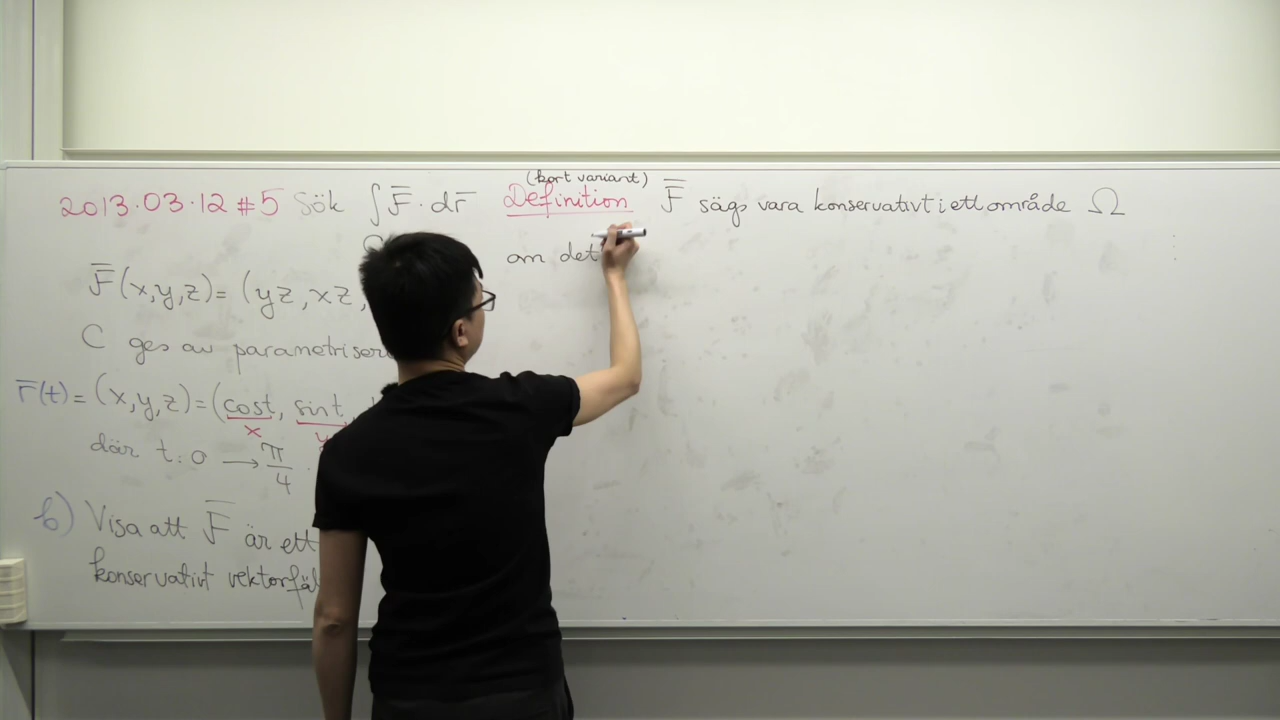 2013.03.12 #5 Sök ∫ F̄ · dr̄
F̄(x,y,z) = (yz, xz,
C ges av parametriser
r̄(t) = (x,y,z) = (cost, sint,
x y
där t: 0 → π/4
b) Visa att F̄ är ett
konservativt vektorfäl
(kort variant)
Definition F̄ sägs vara konservativt i ett område Ω
om det